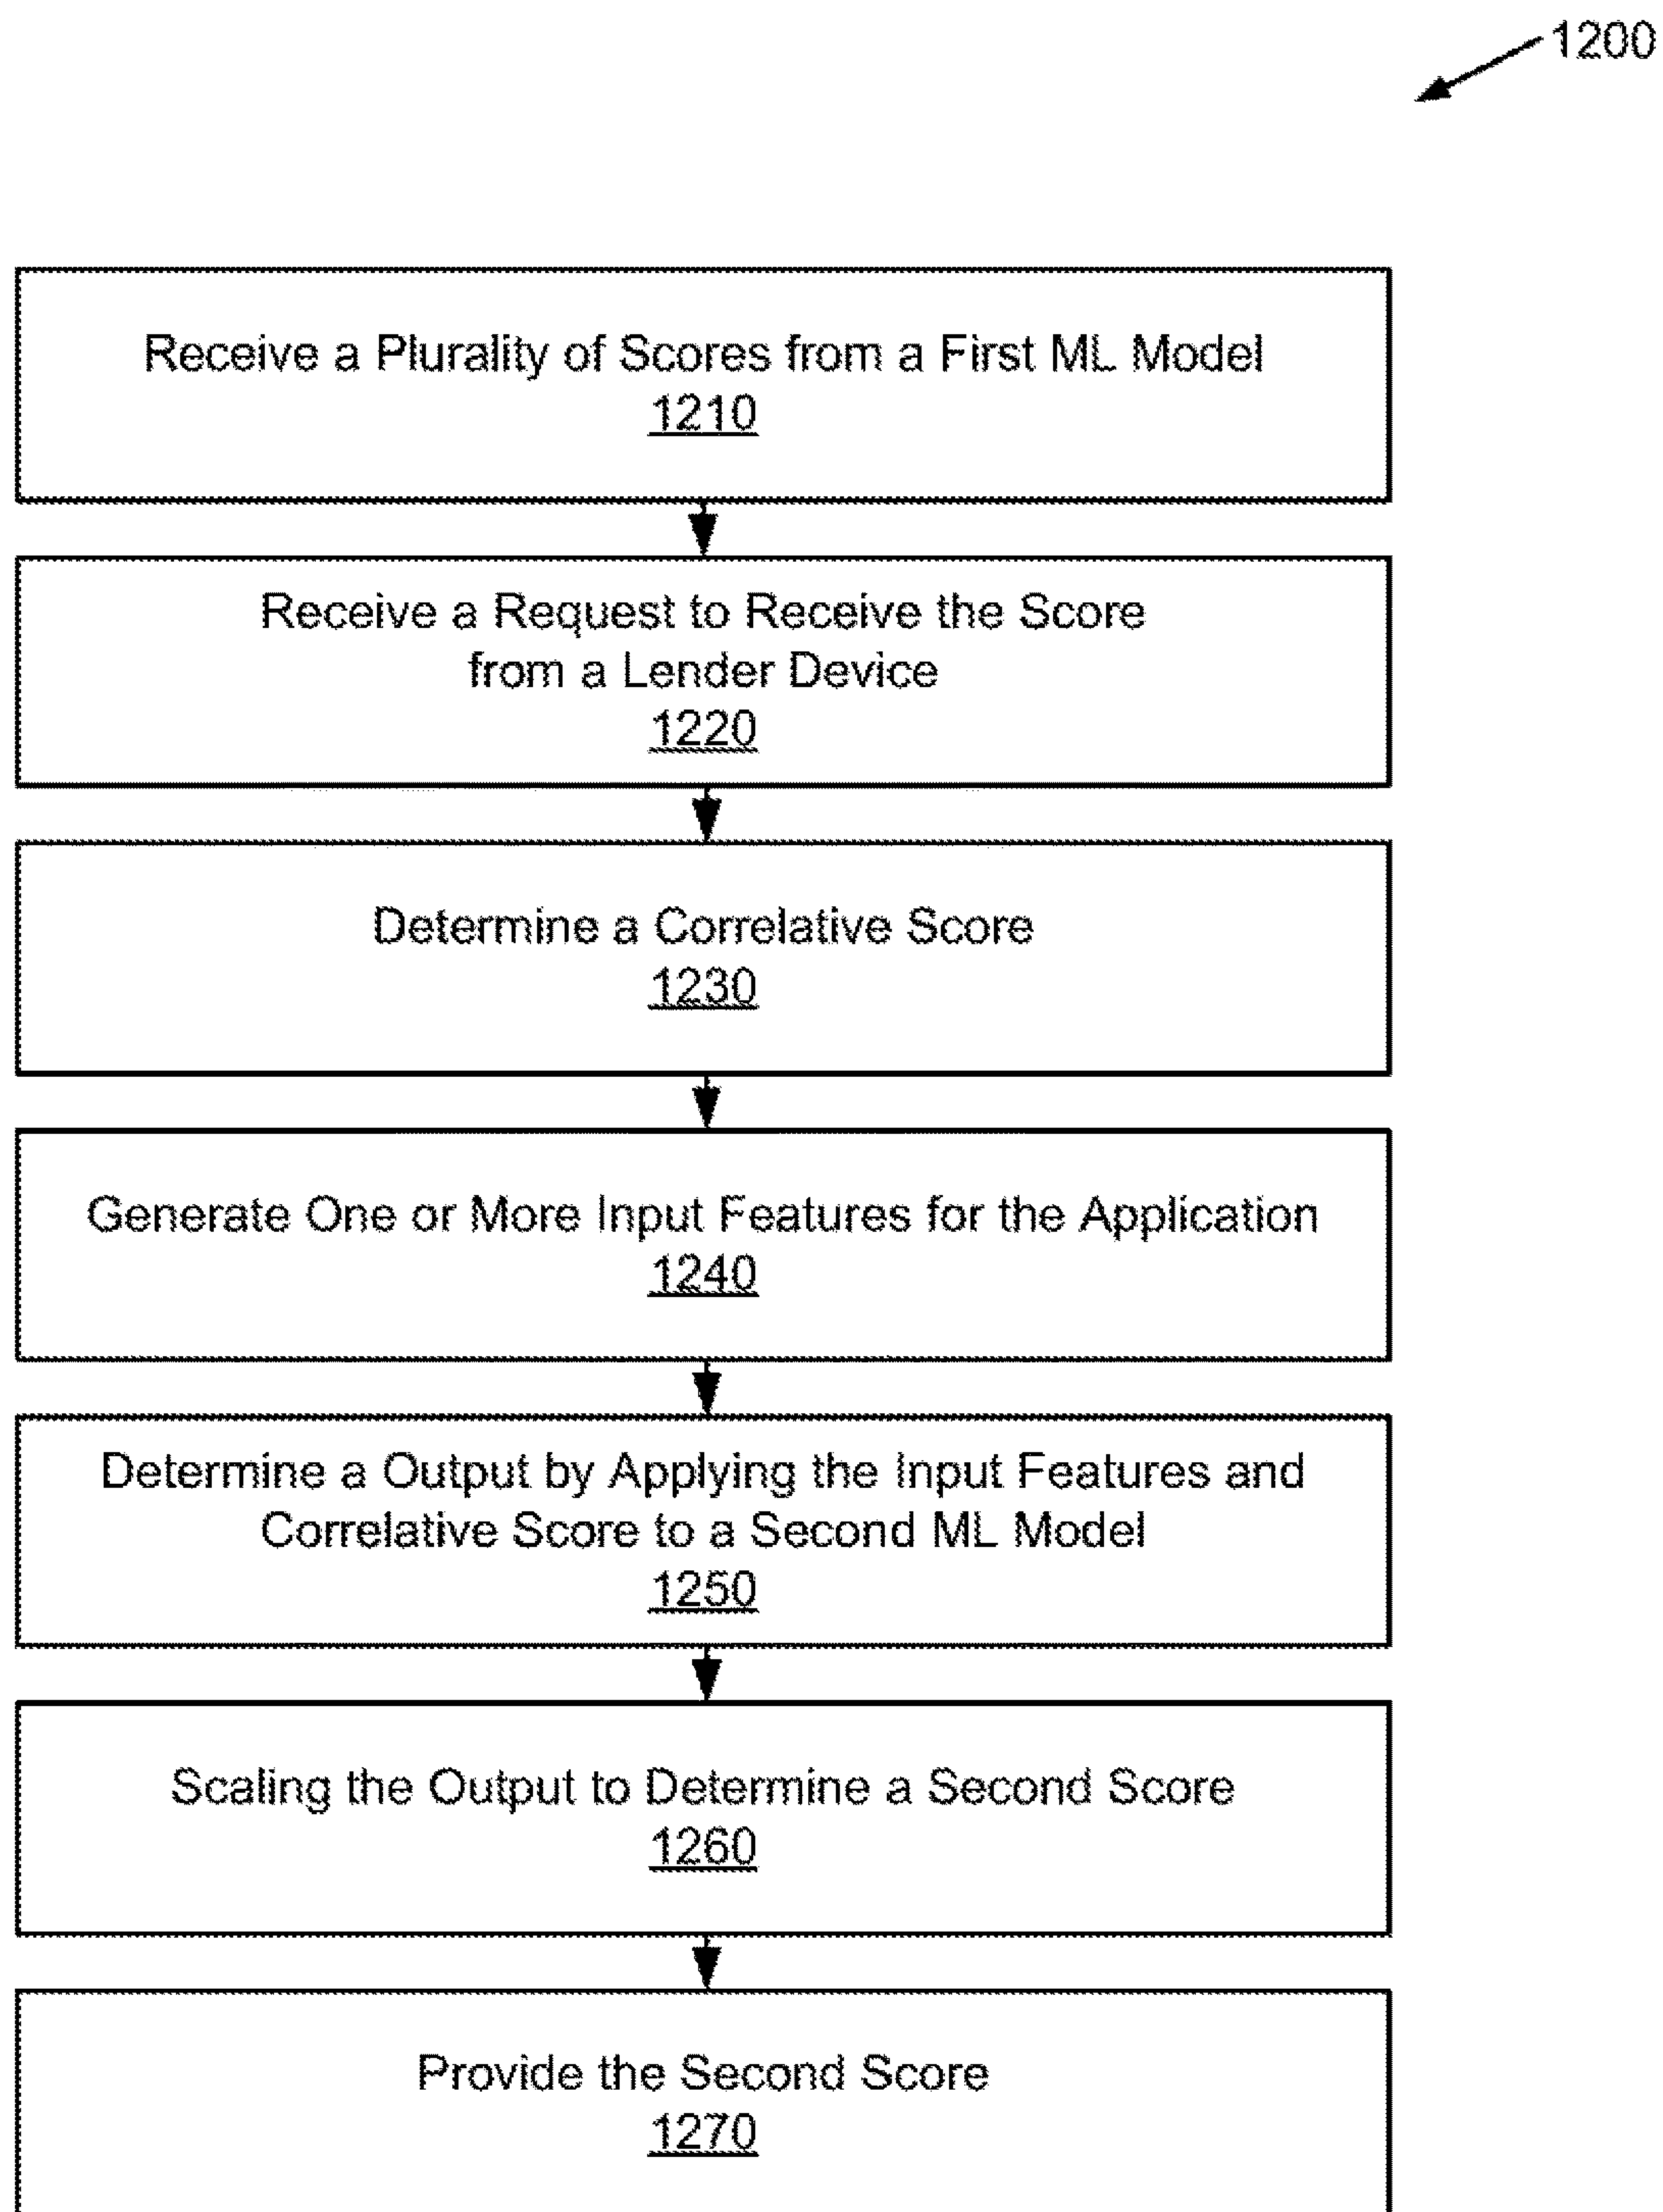 1200
Receive a Plurality of Scores from a First ML Model
1210
Receive a Request to Receive the Score
from a Lender Device
1220
Determine a Correlative Score
1230
Generate One or More Input Features for the Application
1240
Determine a Output by Applying the Input Features and
Correlative Score to a Second ML Model
1250
Scaling the Output to Determine a Second Score
1260
Provide the Second Score
1270